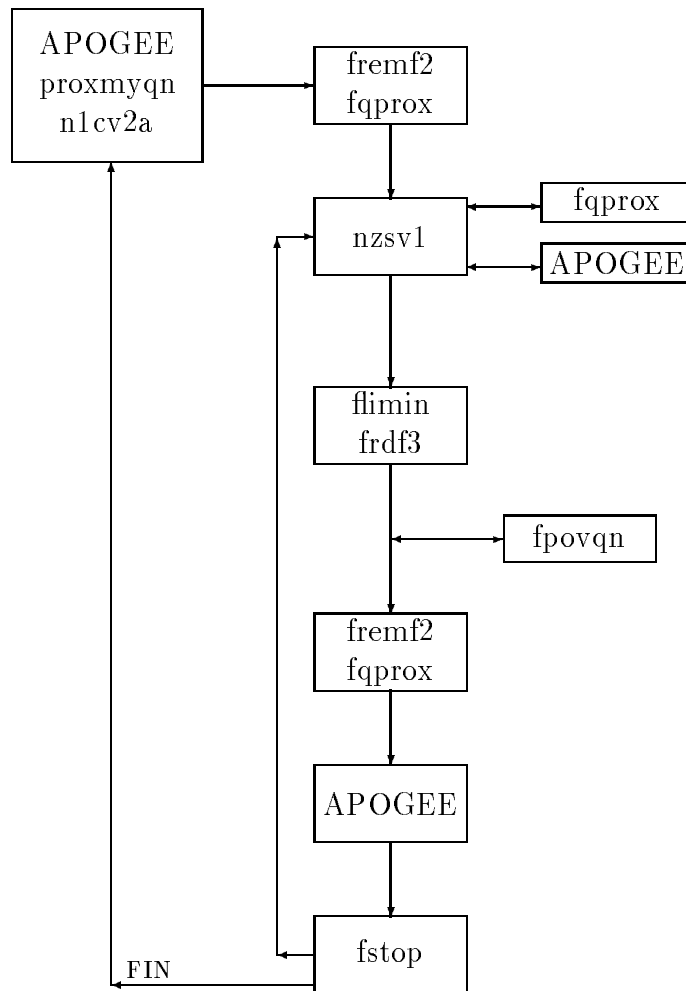 APOGEE
proxmyqn
n1cv2a
fremf2
fqprox
nzsv1
fqprox
APOGEE
flimin
frdf3
fpovqn
fremf2
fqprox
APOGEE
fstop
FIN